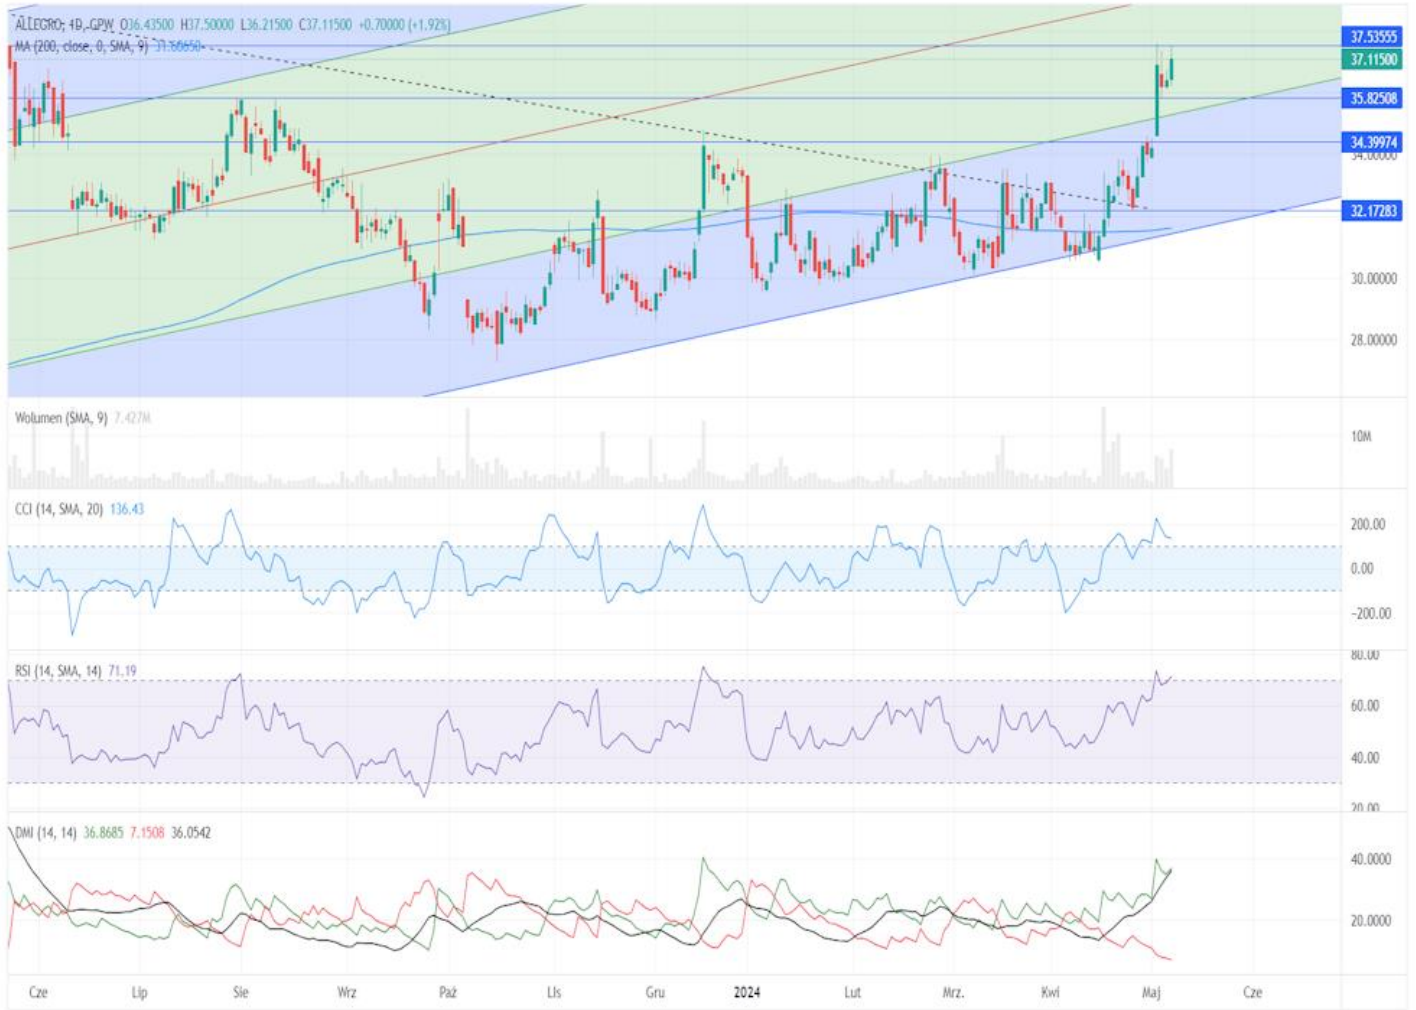 ALLEGRO, 1D, GPW O36.43500 H37.50000 L36.21500 C37.11500 +0.70000 (+1.92%)
MA (200, close, 0, SMA, 9) 31.60650
37.53555
37.11500
35.82508
34.39974
34.00000
32.17283
30.00000
28.00000
Wolumen (SMA, 9) 7.427M
10M
CCI (14, SMA, 20) 136.43
200.00
0.00
-200.00
80.00
RSI (14, SMA, 14) 71.19
60.00
40.00
20.00
DMI (14, 14) 36.8685 7.1508 36.0542
40.0000
20.0000
Cze Lip Sie Wrz Paź Lis Gru 2024 Lut Mrz. Kwi Maj Cze